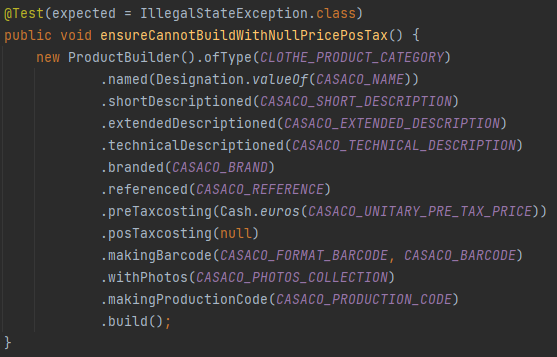 @Test(expected = IllegalStateException.class)
public void ensureCannotBuildWithNullPricePosTax() {
    new ProductBuilder().ofType(CLOTHE_PRODUCT_CATEGORY)
            .named(Designation.valueOf(CASACO_NAME))
            .shortDescriptioned(CASACO_SHORT_DESCRIPTION)
            .extendedDescriptioned(CASACO_EXTENDED_DESCRIPTION)
            .technicalDescriptioned(CASACO_TECHNICAL_DESCRIPTION)
            .branded(CASACO_BRAND)
            .referenced(CASACO_REFERENCE)
            .preTaxcosting(Cash.euros(CASACO_UNITARY_PRE_TAX_PRICE))
            .posTaxcosting(null)
            .makingBarcode(CASACO_FORMAT_BARCODE, CASACO_BARCODE)
            .withPhotos(CASACO_PHOTOS_COLLECTION)
            .makingProductionCode(CASACO_PRODUCTION_CODE)
            .build();
}